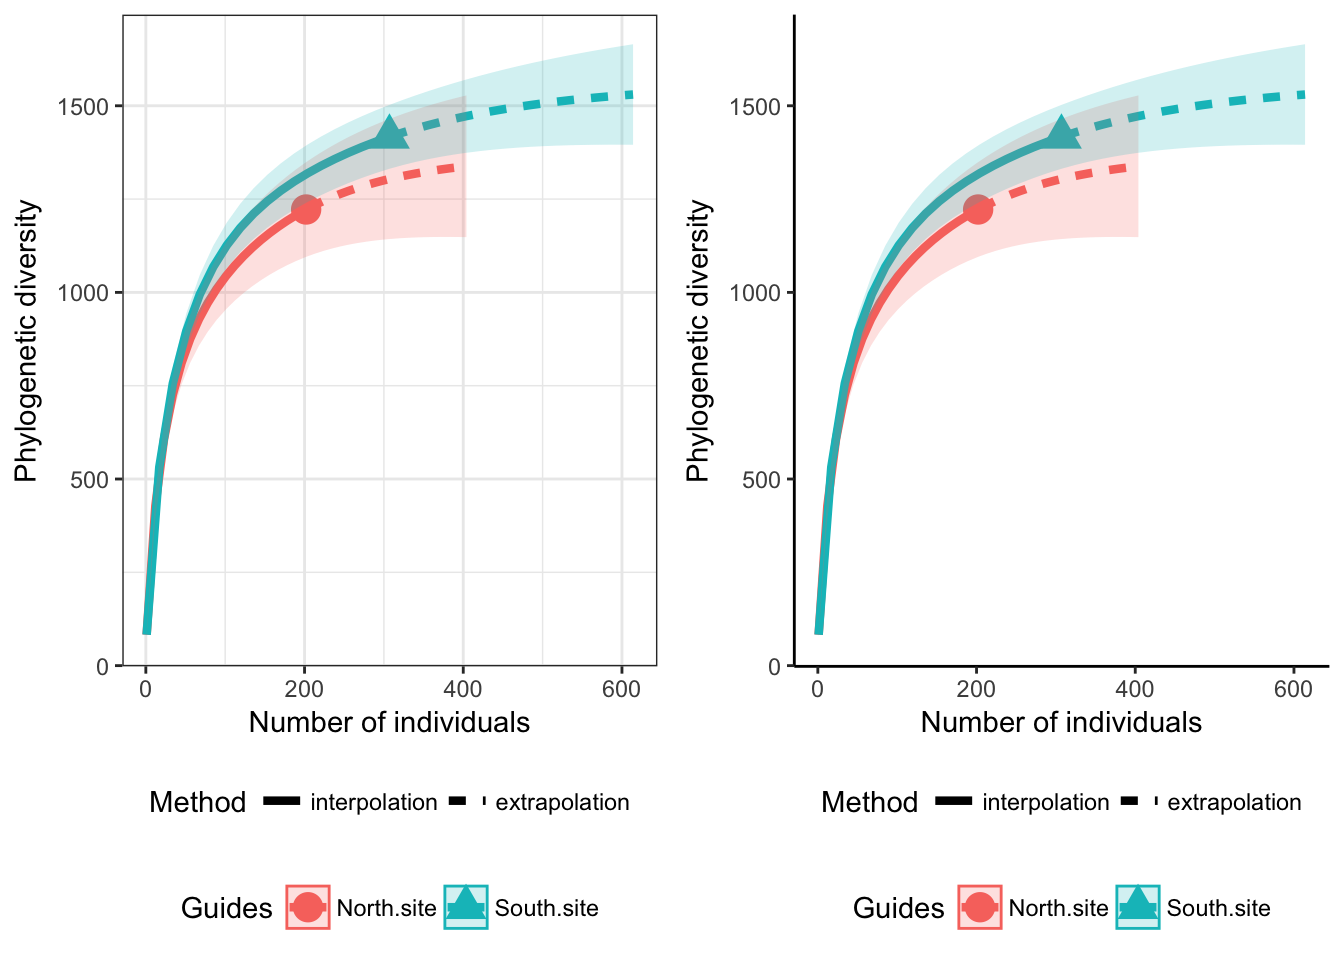 Phylogenetic diversity
1500
1000
500
0
0 200 400 600
Number of individuals
Method interpolation extrapolation
Guides North.site South.site
Phylogenetic diversity
1500
1000
500
0
0 200 400 600
Number of individuals
Method interpolation extrapolation
Guides North.site South.site